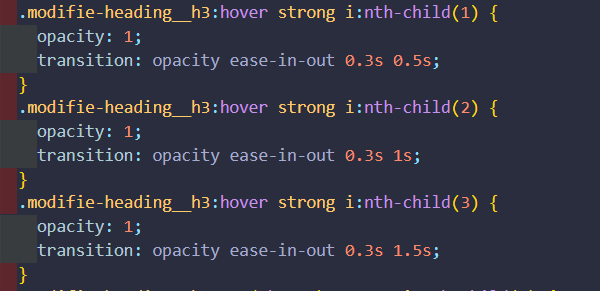 .modifie-heading__h3:hover strong i:nth-child(1) {
opacity: 1;
transition: opacity ease-in-out 0.3s 0.5s;
}
.modifie-heading__h3:hover strong i:nth-child(2) {
opacity: 1;
transition: opacity ease-in-out 0.3s 1s;
}
.modifie-heading__h3:hover strong i:nth-child(3) {
opacity: 1;
transition: opacity ease-in-out 0.3s 1.5s;
}